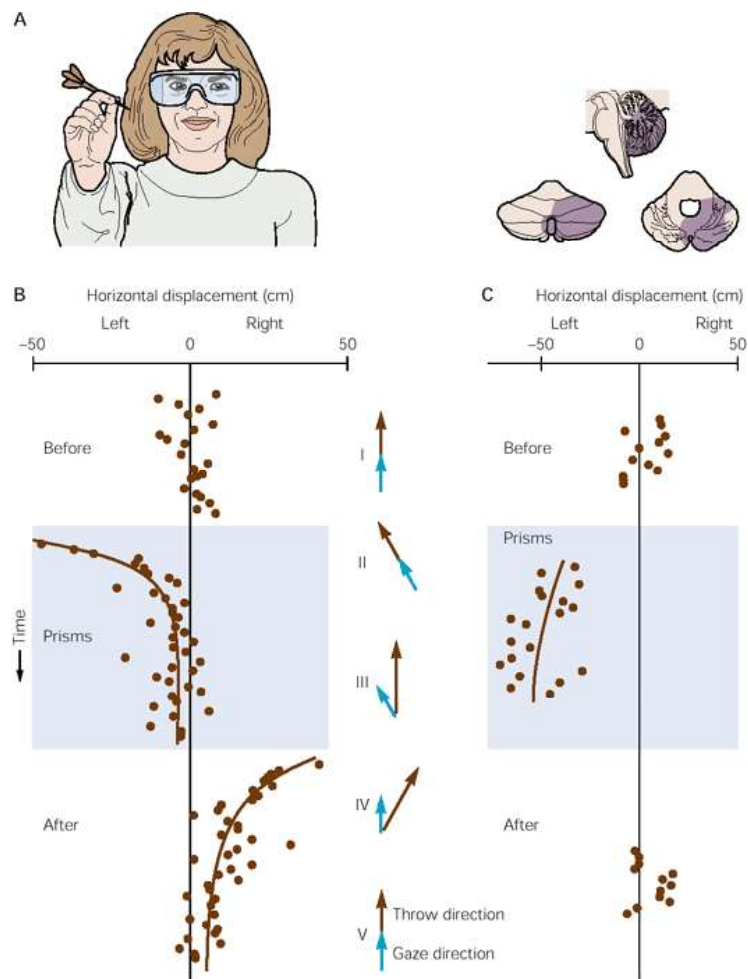 A
B
Horizontal displacement (cm)
Left
Right
−50
0
50
Before
Prisms
After
Time
I
II
III
IV
V
Throw direction
Gaze direction
C
Horizontal displacement (cm)
Left
Right
−50
0
50
Before
Prisms
After